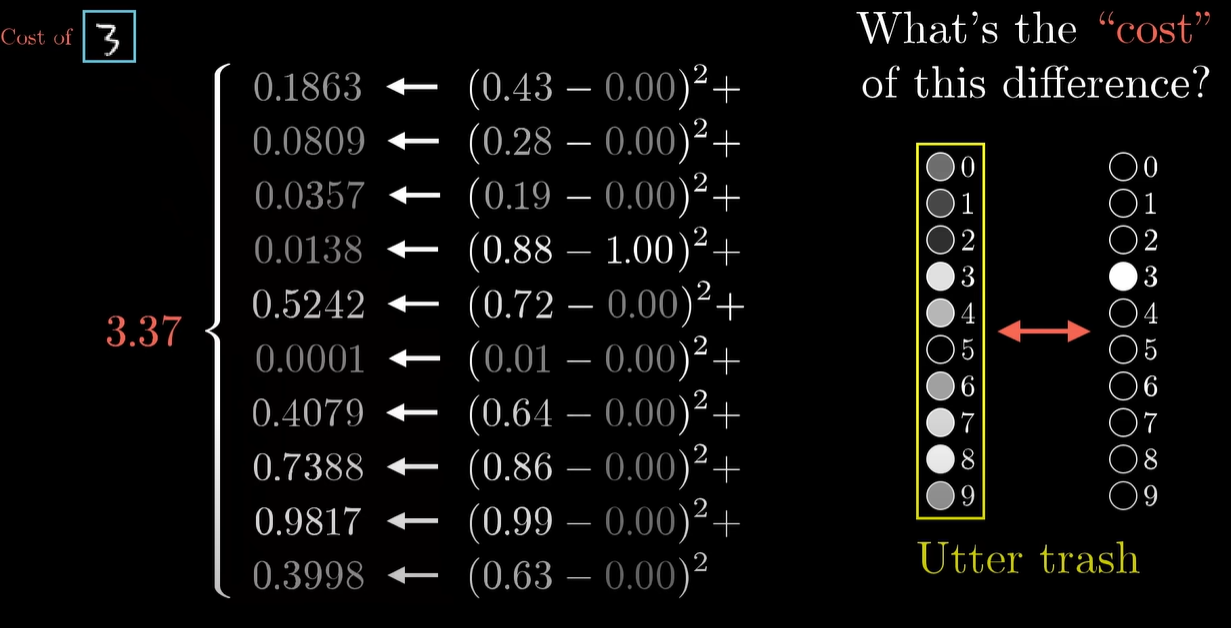 Cost of 3
What's the “cost”
of this difference?
0.1863 ← (0.43 − 0.00)²+
0.0809 ← (0.28 − 0.00)²+
0.0357 ← (0.19 − 0.00)²+
0.0138 ← (0.88 − 1.00)²+
0.5242 ← (0.72 − 0.00)²+
0.0001 ← (0.01 − 0.00)²+
0.4079 ← (0.64 − 0.00)²+
0.7388 ← (0.86 − 0.00)²+
0.9817 ← (0.99 − 0.00)²+
0.3998 ← (0.63 − 0.00)²
3.37
0 0
1 1
2 2
3 3
4 4
5 5
6 6
7 7
8 8
9 9
Utter trash